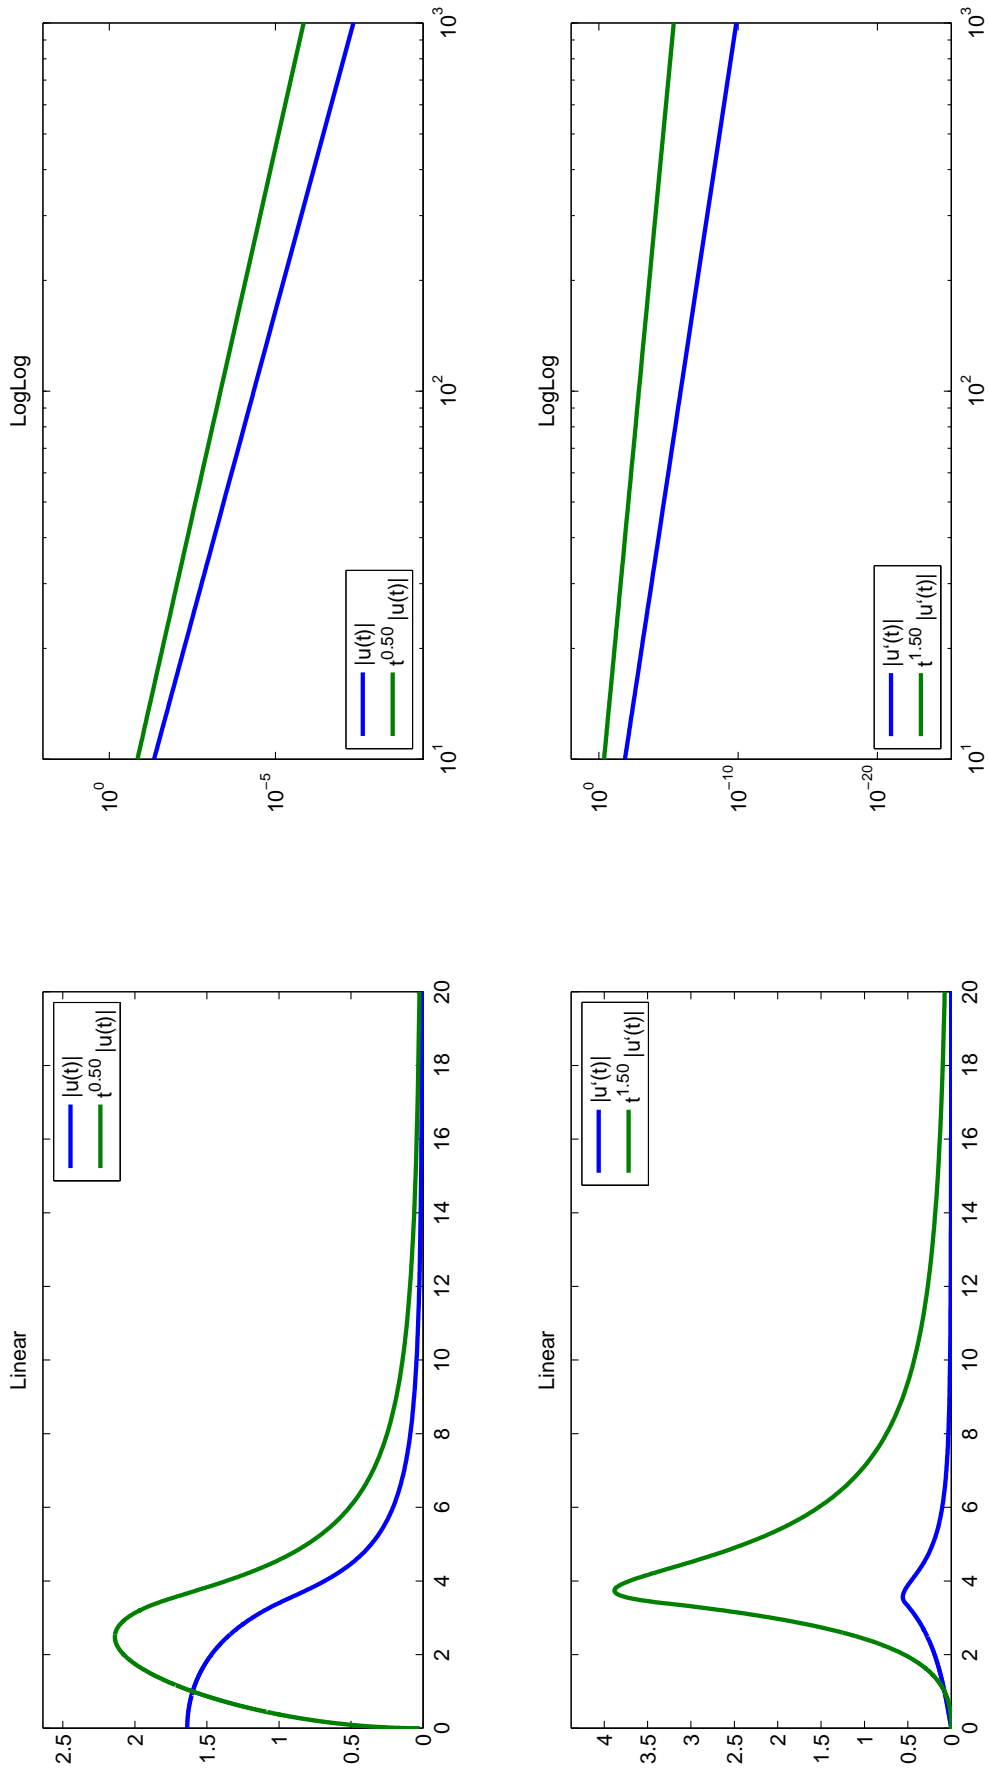 Linear
2.5
2
1.5
1
0.5
0
0 2 4 6 8 10 12 14 16 18 20
|u(t)|
t^0.50 |u(t)|
LogLog
10^0
10^-5
10^1 10^2 10^3
|u(t)|
t^0.50 |u(t)|
Linear
4
3.5
3
2.5
2
1.5
1
0.5
0
0 2 4 6 8 10 12 14 16 18 20
|u‘(t)|
t^1.50 |u‘(t)|
LogLog
10^0
10^-10
10^-20
10^1 10^2 10^3
|u‘(t)|
t^1.50 |u‘(t)|